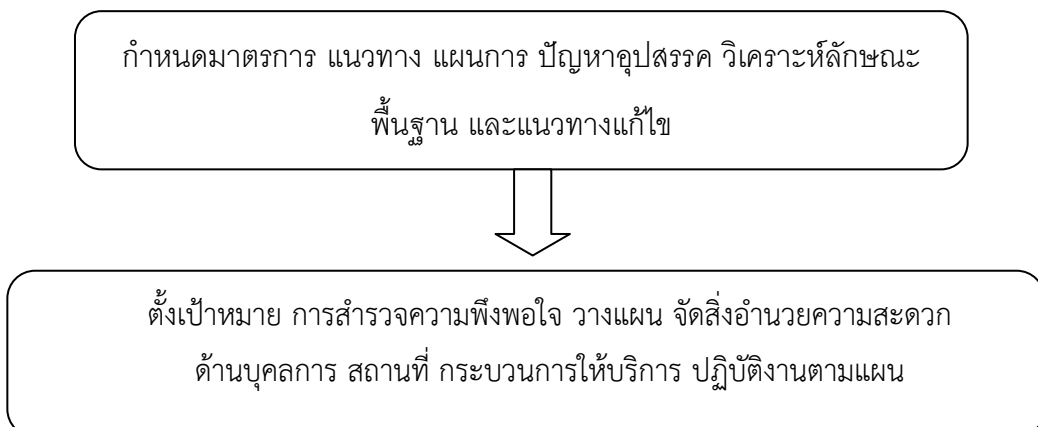 กำหนดมาตรการ แนวทาง แผนการ ปัญหาอุปสรรค วิเคราะห์ลักษณะ
พื้นฐาน และแนวทางแก้ไข
ตั้งเป้าหมาย การสำรวจความพึงพอใจ วางแผน จัดสิ่งอำนวยความสะดวก
ด้านบุคลการ สถานที่ กระบวนการให้บริการ ปฏิบัติงานตามแผน